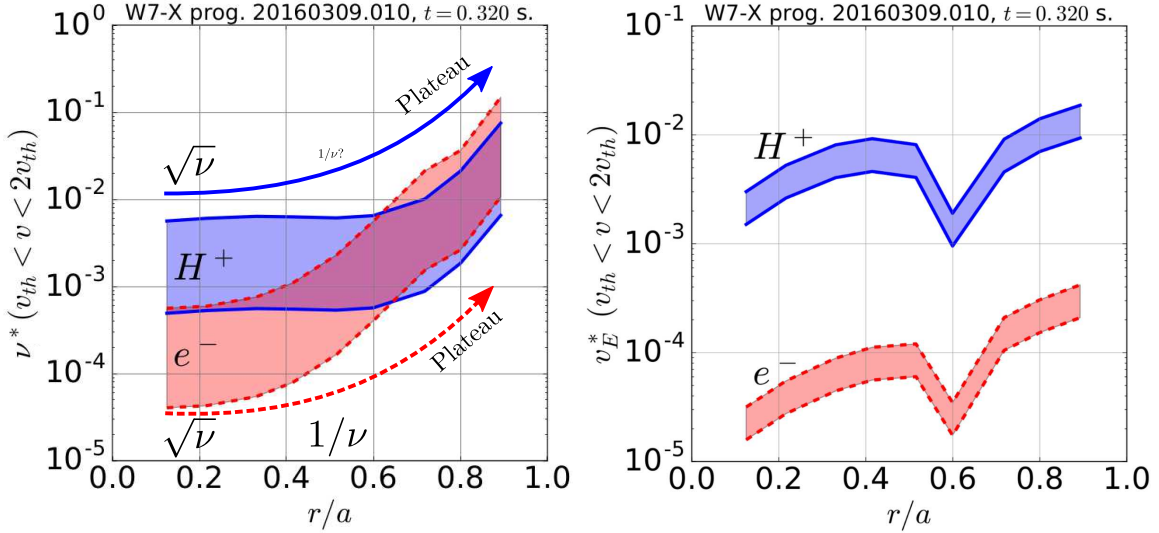 W7-X prog. 20160309.010, t = 0.320 s.
10⁰
10⁻¹
10⁻²
10⁻³
10⁻⁴
10⁻⁵
ν* (v_th < v < 2v_th)
Plateau
√ν
1/ν?
H⁺
e⁻
Plateau
√ν
1/ν
0.0 0.2 0.4 0.6 0.8 1.0
r/a
W7-X prog. 20160309.010, t = 0.320 s.
10⁻¹
10⁻²
10⁻³
10⁻⁴
10⁻⁵
v*_E (v_th < v < 2v_th)
H⁺
e⁻
0.0 0.2 0.4 0.6 0.8 1.0
r/a